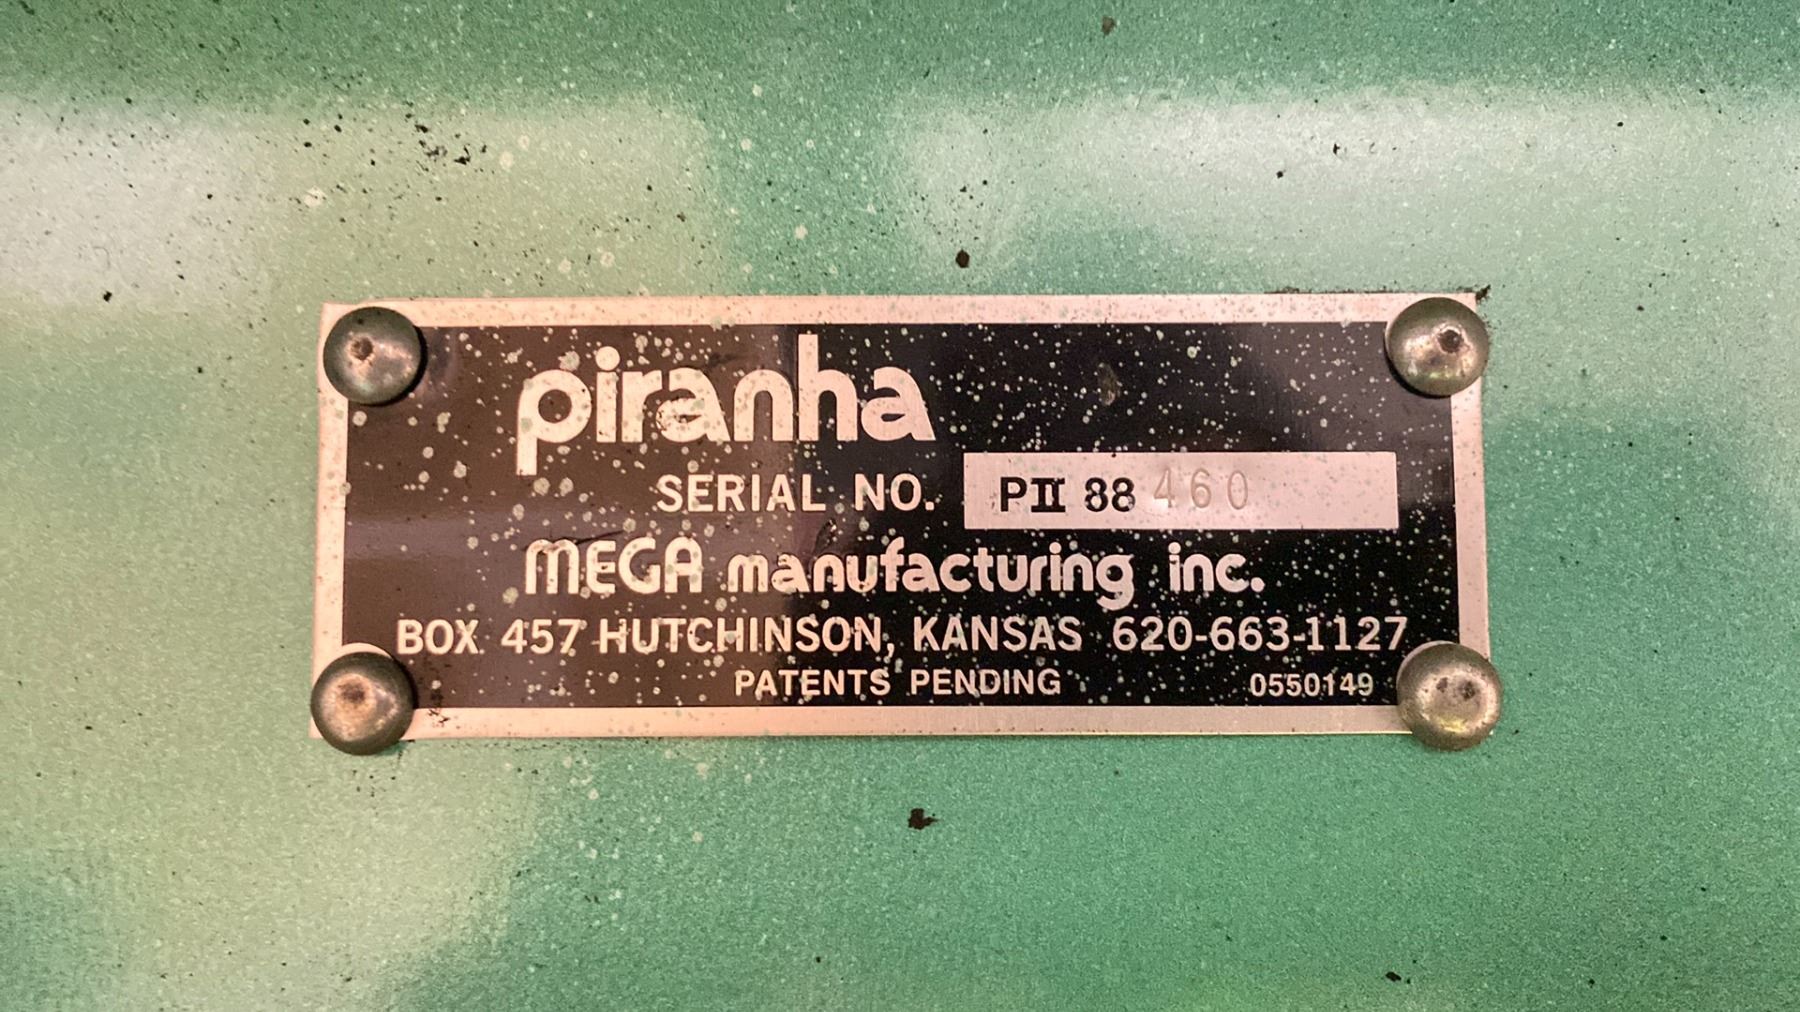 piranha
SERIAL NO. PII 88 460
MEGA manufacturing inc.
BOX 457 HUTCHINSON, KANSAS 620-663-1127
PATENTS PENDING 0550149